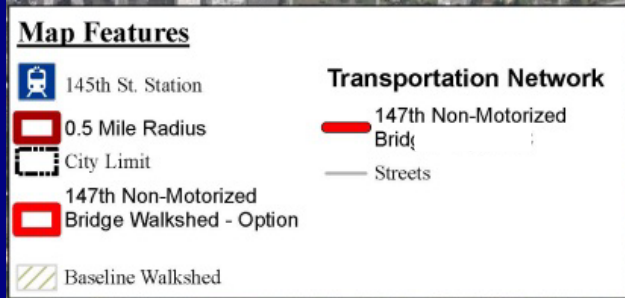 Map Features
145th St. Station
0.5 Mile Radius
City Limit
147th Non-Motorized
Bridge Walkshed - Option
Baseline Walkshed
Transportation Network
147th Non-Motorized
Streets